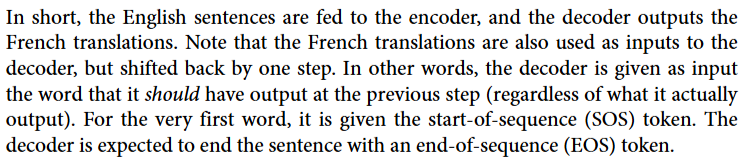 In short, the English sentences are fed to the encoder, and the decoder outputs the
French translations. Note that the French translations are also used as inputs to the
decoder, but shifted back by one step. In other words, the decoder is given as input
the word that it should have output at the previous step (regardless of what it actually
output). For the very first word, it is given the start-of-sequence (SOS) token. The
decoder is expected to end the sentence with an end-of-sequence (EOS) token.